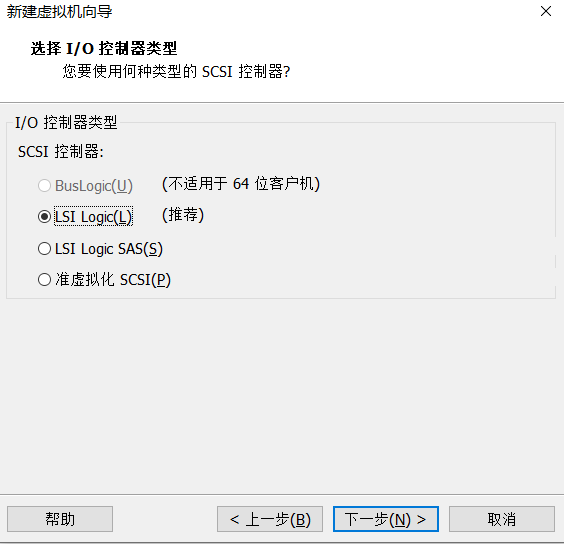 新建虚拟机向导
选择 I/O 控制器类型
您要使用何种类型的 SCSI 控制器?
I/O 控制器类型
SCSI 控制器:
BusLogic(U) (不适用于 64 位客户机)
LSI Logic(L) (推荐)
LSI Logic SAS(S)
准虚拟化 SCSI(P)
帮助 < 上一步(B) 下一步(N) > 取消